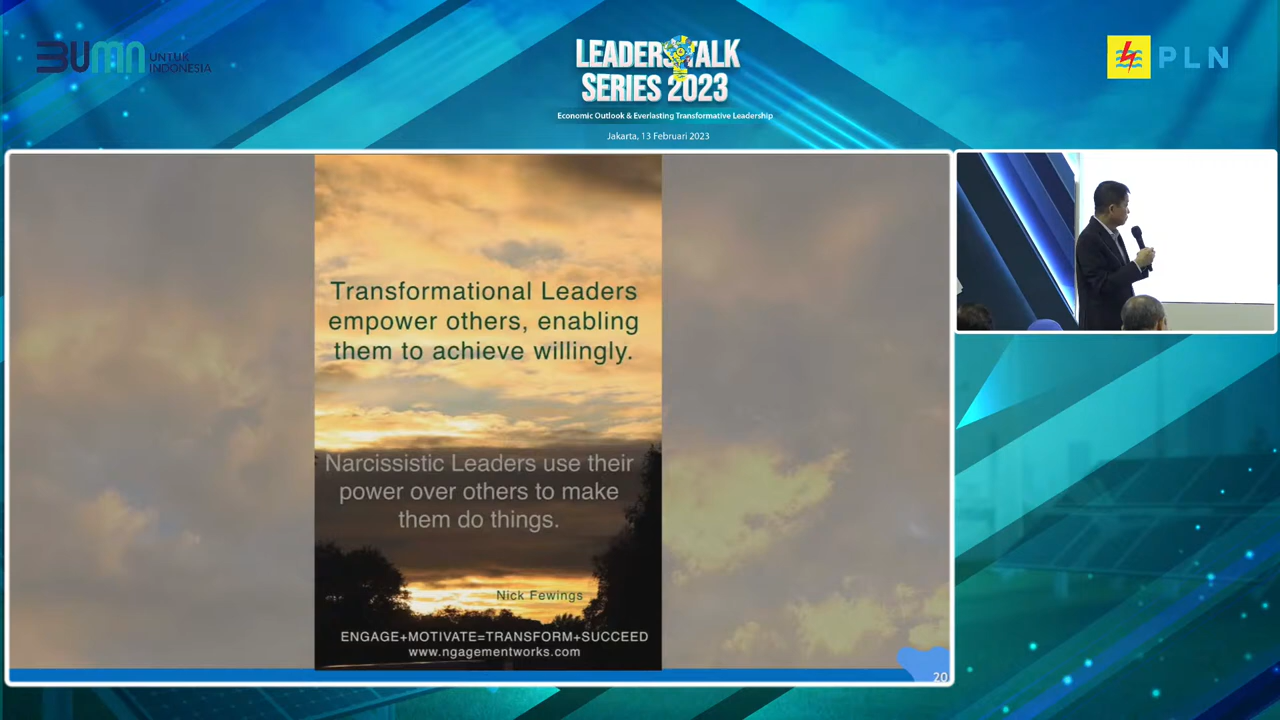 BUMN UNTUK
INDONESIA
LEADERS TALK
SERIES 2023
Economic Outlook & Everlasting Transformative Leadership
Jakarta, 13 Februari 2023
PLN
Transformational Leaders
empower others, enabling
them to achieve willingly.
Narcissistic Leaders use their
power over others to make
them do things.
Nick Fewings
ENGAGE+MOTIVATE=TRANSFORM+SUCCEED
www.ngagementworks.com
20